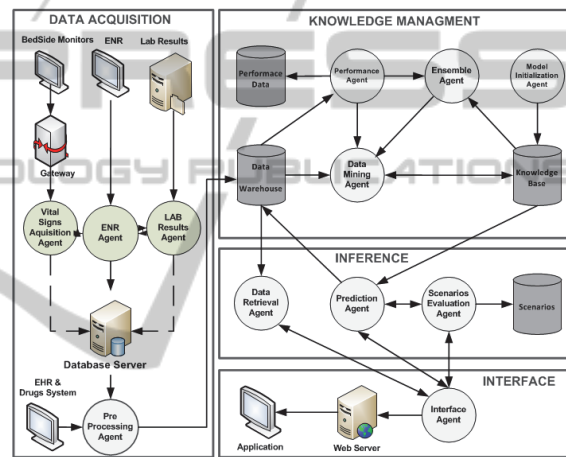 DATA ACQUISITION
BedSide Monitors
ENR
Lab Results
Gateway
Vital
Signs
Aquisition
Agent
ENR
Agent
LAB
Results
Agent
Database Server
EHR &
Drugs System
Pre
Processing
Agent
KNOWLEDGE MANAGMENT
Performace
Data
Performance
Agent
Ensemble
Agent
Model
Initialization
Agent
Data
Warehouse
Data
Mining
Agent
Knowledge
Base
INFERENCE
Data
Retrieval
Agent
Prediction
Agent
Scenarios
Evaluation
Agent
Scenarios
INTERFACE
Application
Web Server
Interface
Agent
OLOGY PUBLICATIONS